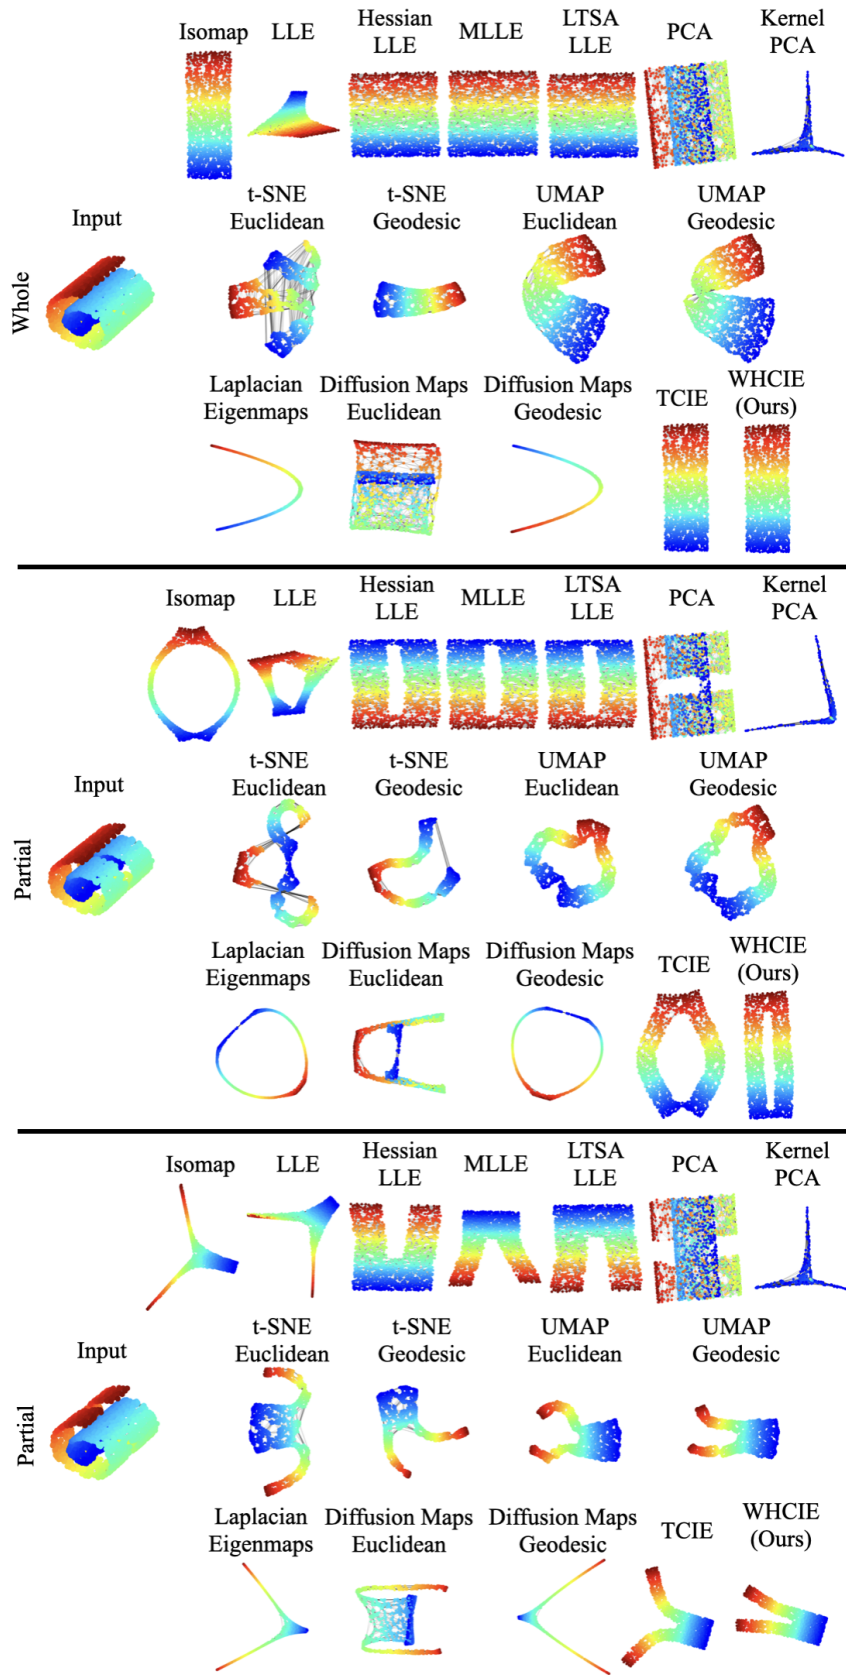 Isomap
LLE
Hessian
LLE
MLLE
LTSA
LLE
PCA
Kernel
PCA
Whole
Input
t-SNE
Euclidean
t-SNE
Geodesic
UMAP
Euclidean
UMAP
Geodesic
Laplacian
Eigenmaps
Diffusion Maps
Euclidean
Diffusion Maps
Geodesic
TCIE
WHCIE
(Ours)
Isomap
LLE
Hessian
LLE
MLLE
LTSA
LLE
PCA
Kernel
PCA
Partial
Input
t-SNE
Euclidean
t-SNE
Geodesic
UMAP
Euclidean
UMAP
Geodesic
Laplacian
Eigenmaps
Diffusion Maps
Euclidean
Diffusion Maps
Geodesic
TCIE
WHCIE
(Ours)
Isomap
LLE
Hessian
LLE
MLLE
LTSA
LLE
PCA
Kernel
PCA
Partial
Input
t-SNE
Euclidean
t-SNE
Geodesic
UMAP
Euclidean
UMAP
Geodesic
Laplacian
Eigenmaps
Diffusion Maps
Euclidean
Diffusion Maps
Geodesic
TCIE
WHCIE
(Ours)